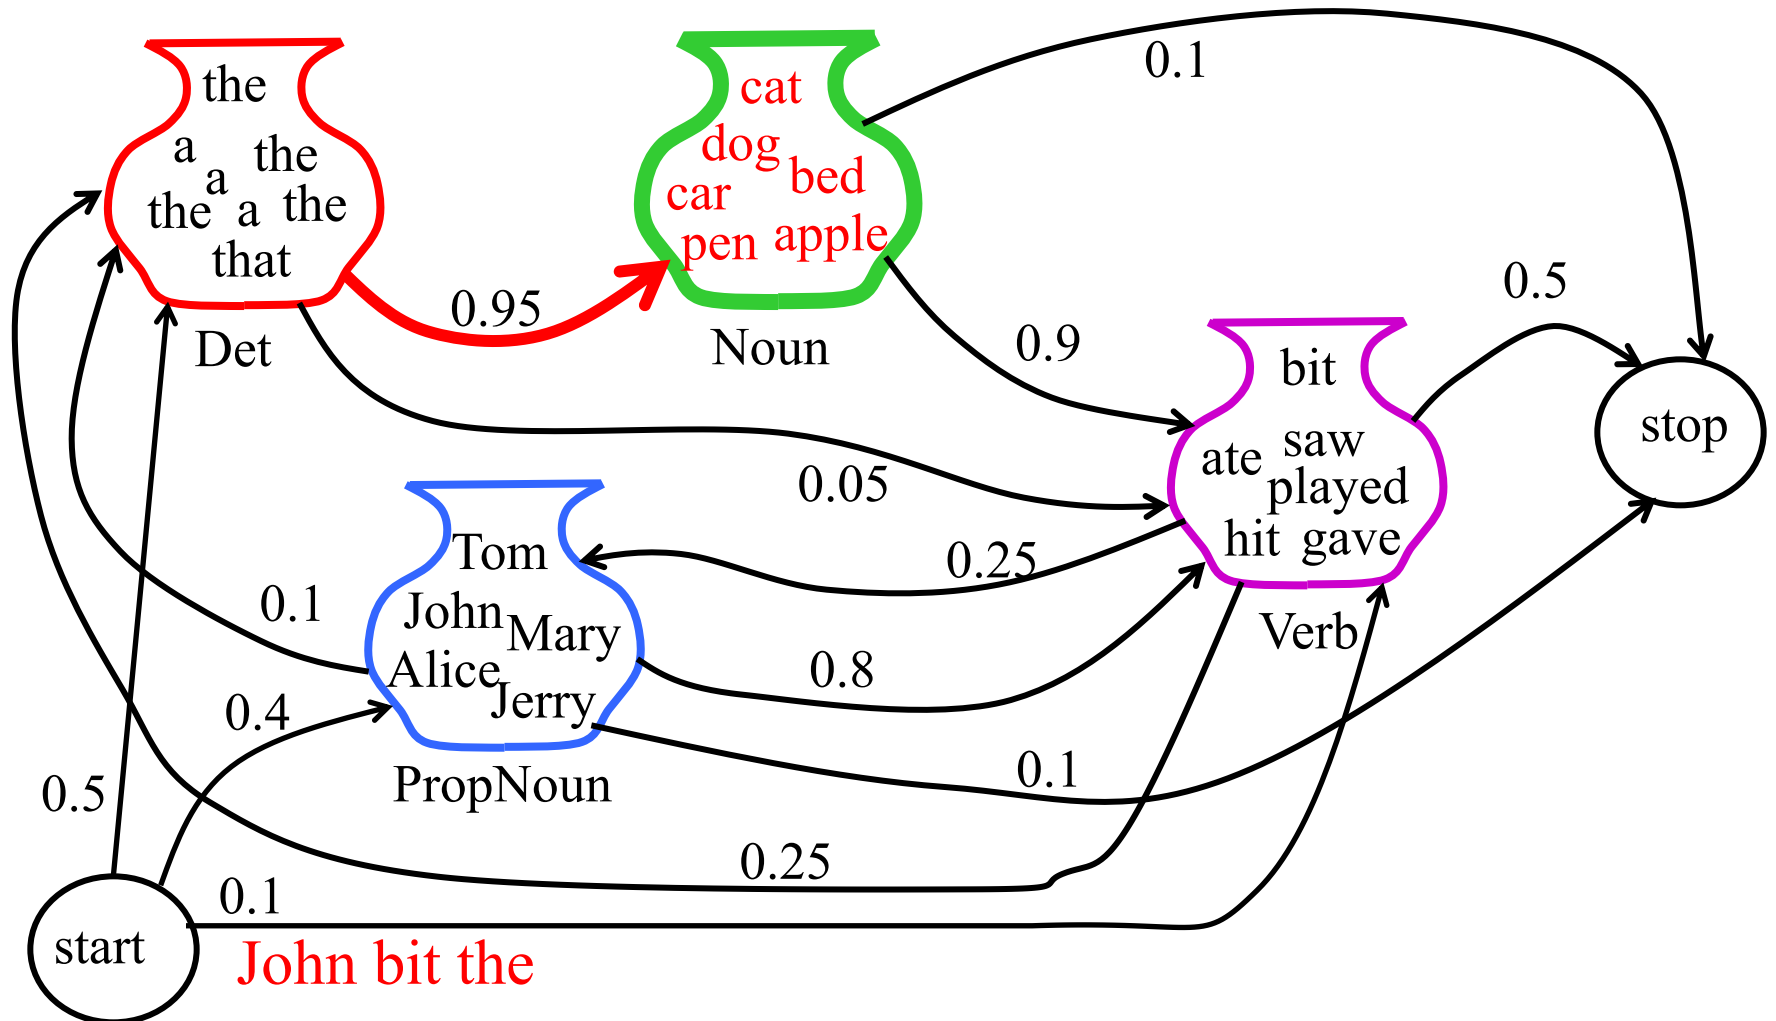 the
a the
a
the a the
that
Det
0.95
cat
dog
bed
car
pen apple
Noun
0.1
0.9
0.5
bit
saw
ate
played
hit gave
Verb
stop
0.05
0.25
Tom
John
Mary
Alice
Jerry
PropNoun
0.1
0.8
0.4
0.1
0.5
0.25
0.1
start
John bit the